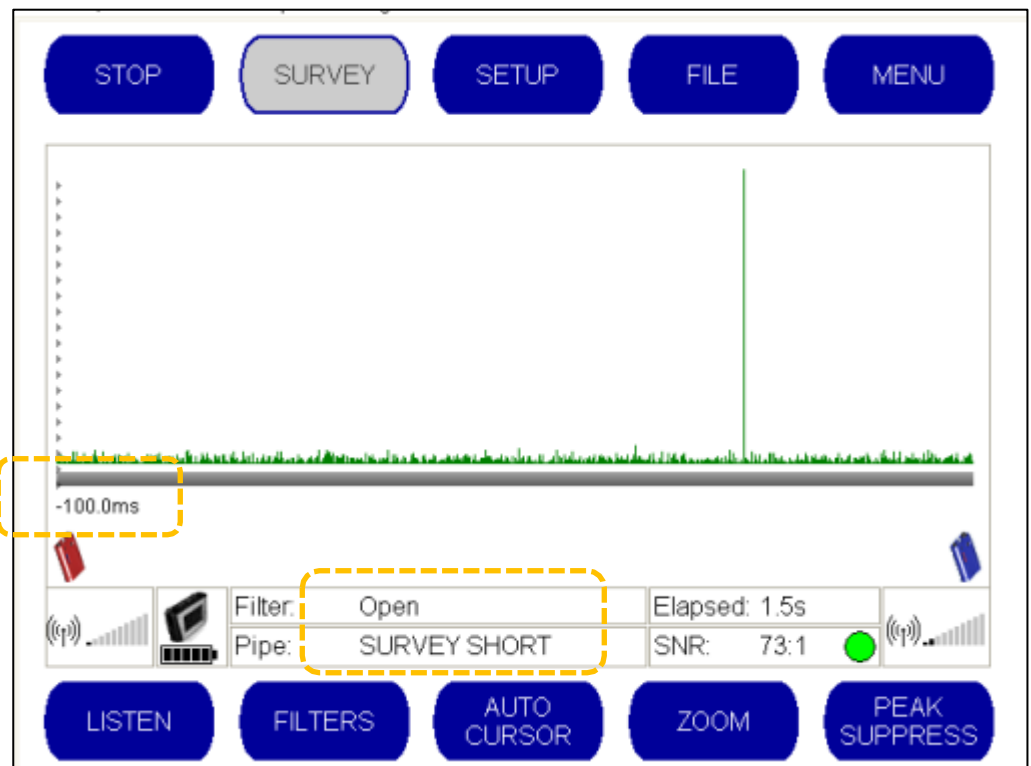 STOP
SURVEY
SETUP
FILE
MENU
-100.0ms
Filter: Open
Elapsed: 1.5s
Pipe: SURVEY SHORT
SNR: 73:1
LISTEN
FILTERS
AUTO
CURSOR
ZOOM
PEAK
SUPPRESS